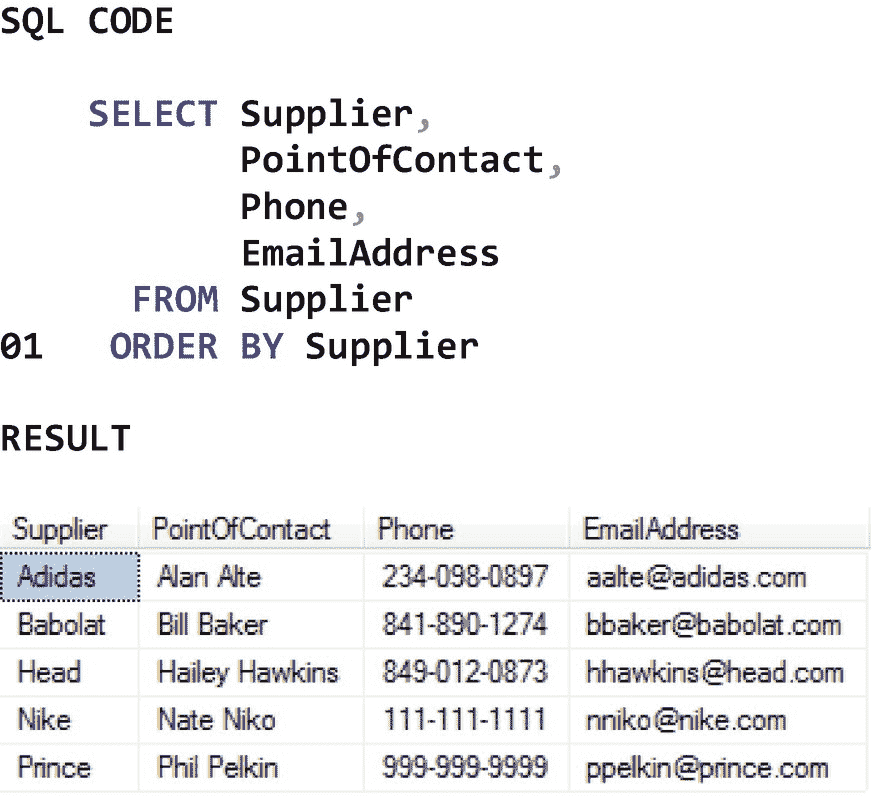 SQL CODE
SELECT Supplier,
PointOfContact,
Phone,
EmailAddress
FROM Supplier
01 ORDER BY Supplier
RESULT
Supplier PointOfContact Phone EmailAddress
Adidas Alan Alte 234-098-0897 aalte@adidas.com
Babolat Bill Baker 841-890-1274 bbaker@babolat.com
Head Hailey Hawkins 849-012-0873 hhawkins@head.com
Nike Nate Niko 111-111-1111 nniko@nike.com
Prince Phil Pelkin 999-999-9999 ppelkin@prince.com